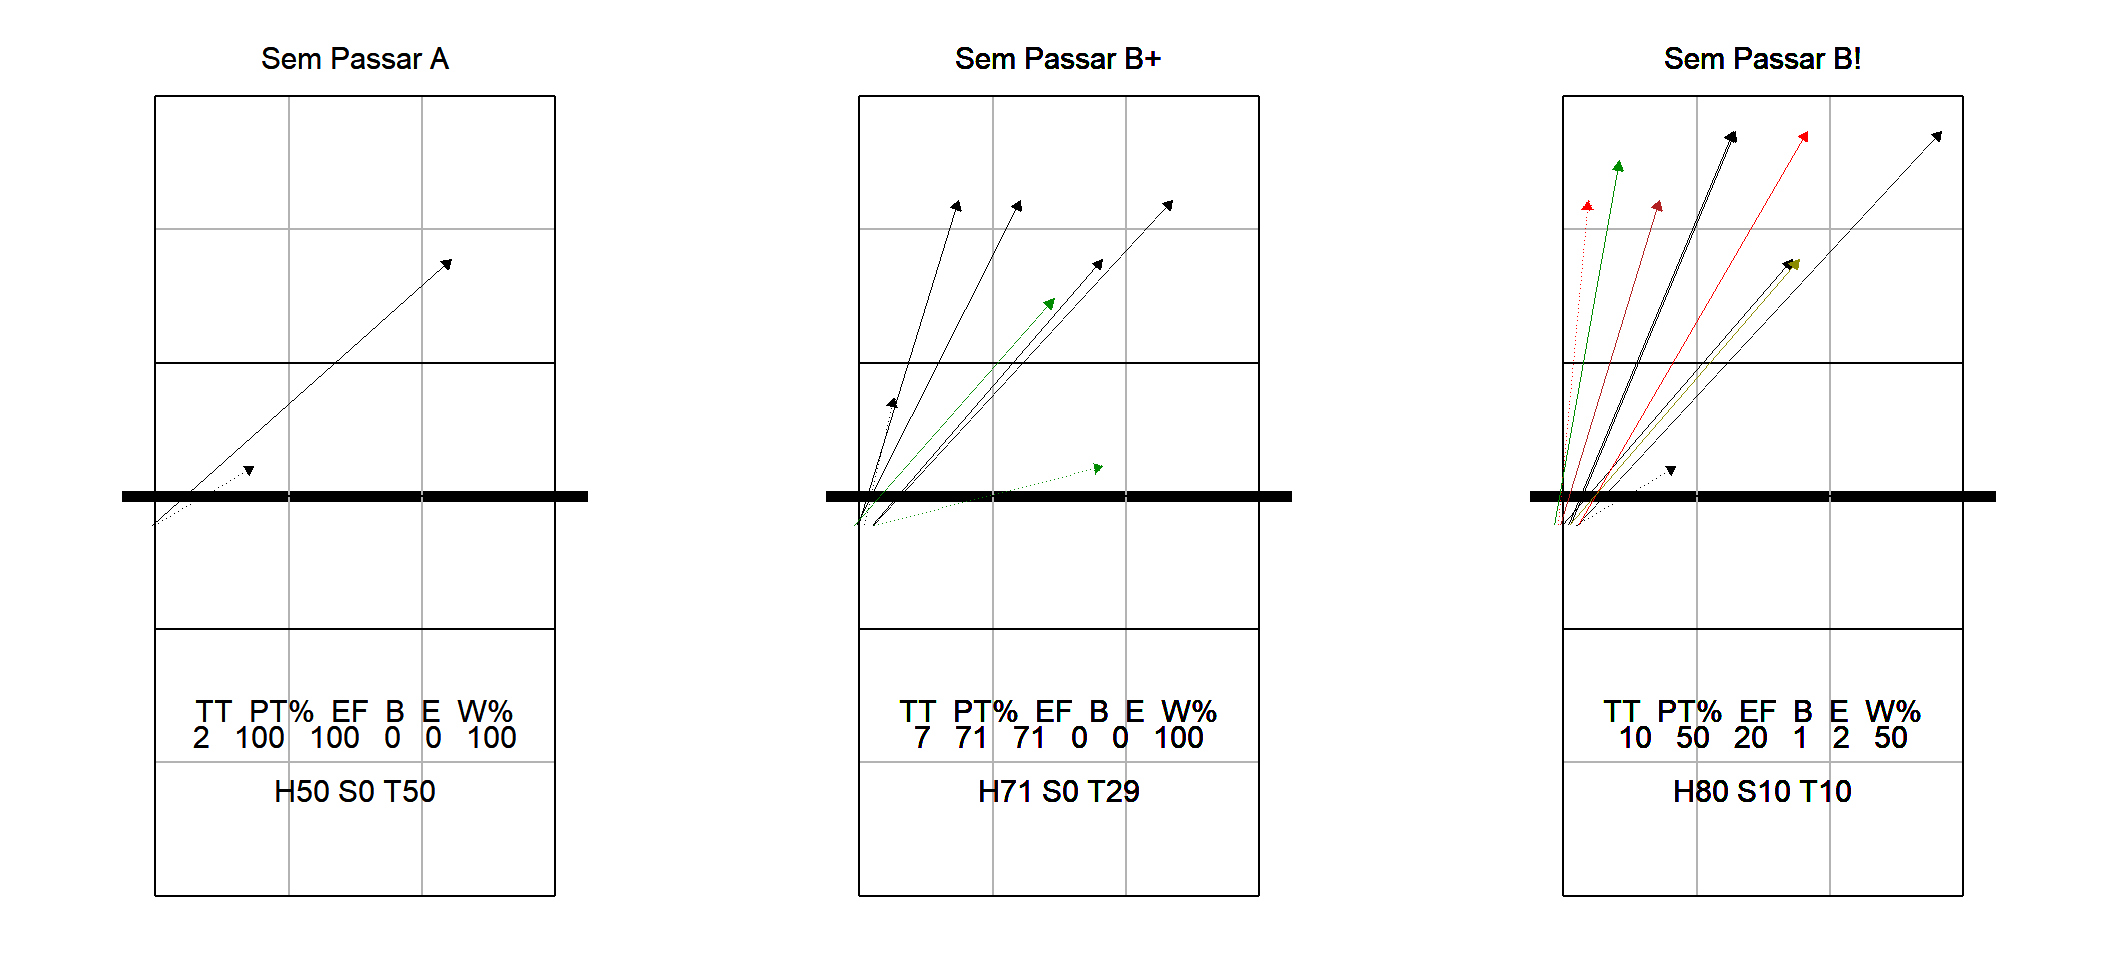 Sem Passar A
TT PT% EF B E W%
2 100 100 0 0 100
H50 S0 T50
Sem Passar B+
TT PT% EF B E W%
7 71 71 0 0 100
H71 S0 T29
Sem Passar B!
TT PT% EF B E W%
10 50 20 1 2 50
H80 S10 T10